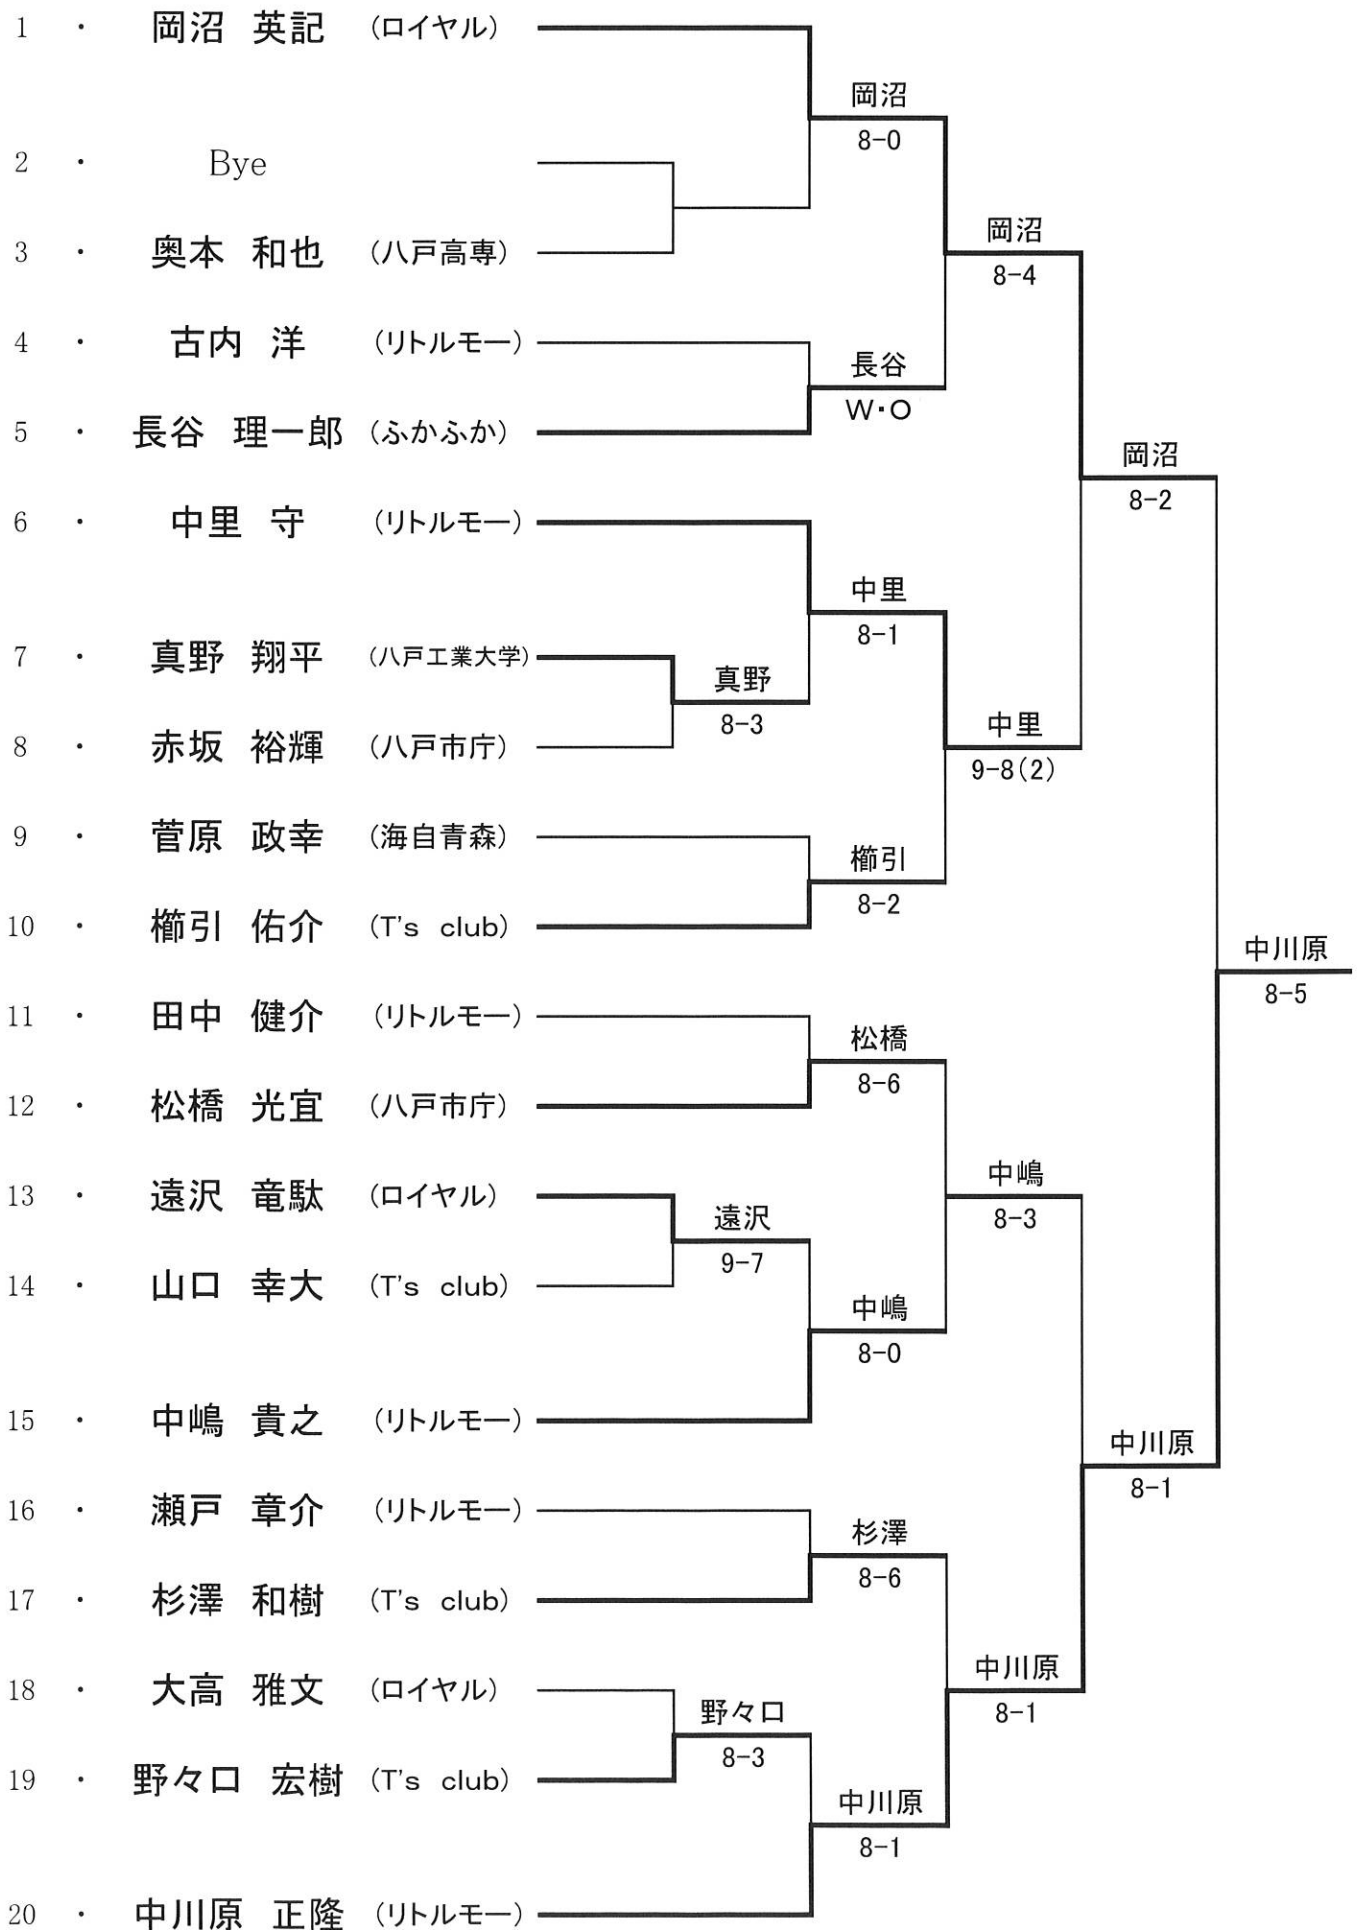 1 ・ 岡沼 英記 (ロイヤル)
岡沼
8-0
2 ・ Bye
3 ・ 奥本 和也 (八戸高専)
岡沼
8-4
4 ・ 古内 洋 (リトルモー)
長谷
W・O
5 ・ 長谷 理一郎 (ふかふか)
岡沼
8-2
6 ・ 中里 守 (リトルモー)
中里
8-1
7 ・ 真野 翔平 (八戸工業大学)
真野
8-3
8 ・ 赤坂 裕輝 (八戸市庁)
中里
9-8(2)
9 ・ 菅原 政幸 (海自青森)
櫛引
8-2
10 ・ 櫛引 佑介 (T's club)
中川原
8-5
11 ・ 田中 健介 (リトルモー)
松橋
8-6
12 ・ 松橋 光宜 (八戸市庁)
中嶋
8-3
13 ・ 遠沢 竜駄 (ロイヤル)
遠沢
9-7
14 ・ 山口 幸大 (T's club)
中嶋
8-0
15 ・ 中嶋 貴之 (リトルモー)
中川原
8-1
16 ・ 瀬戸 章介 (リトルモー)
杉澤
8-6
17 ・ 杉澤 和樹 (T's club)
中川原
8-1
18 ・ 大高 雅文 (ロイヤル)
野々口
8-3
19 ・ 野々口 宏樹 (T's club)
中川原
8-1
20 ・ 中川原 正隆 (リトルモー)